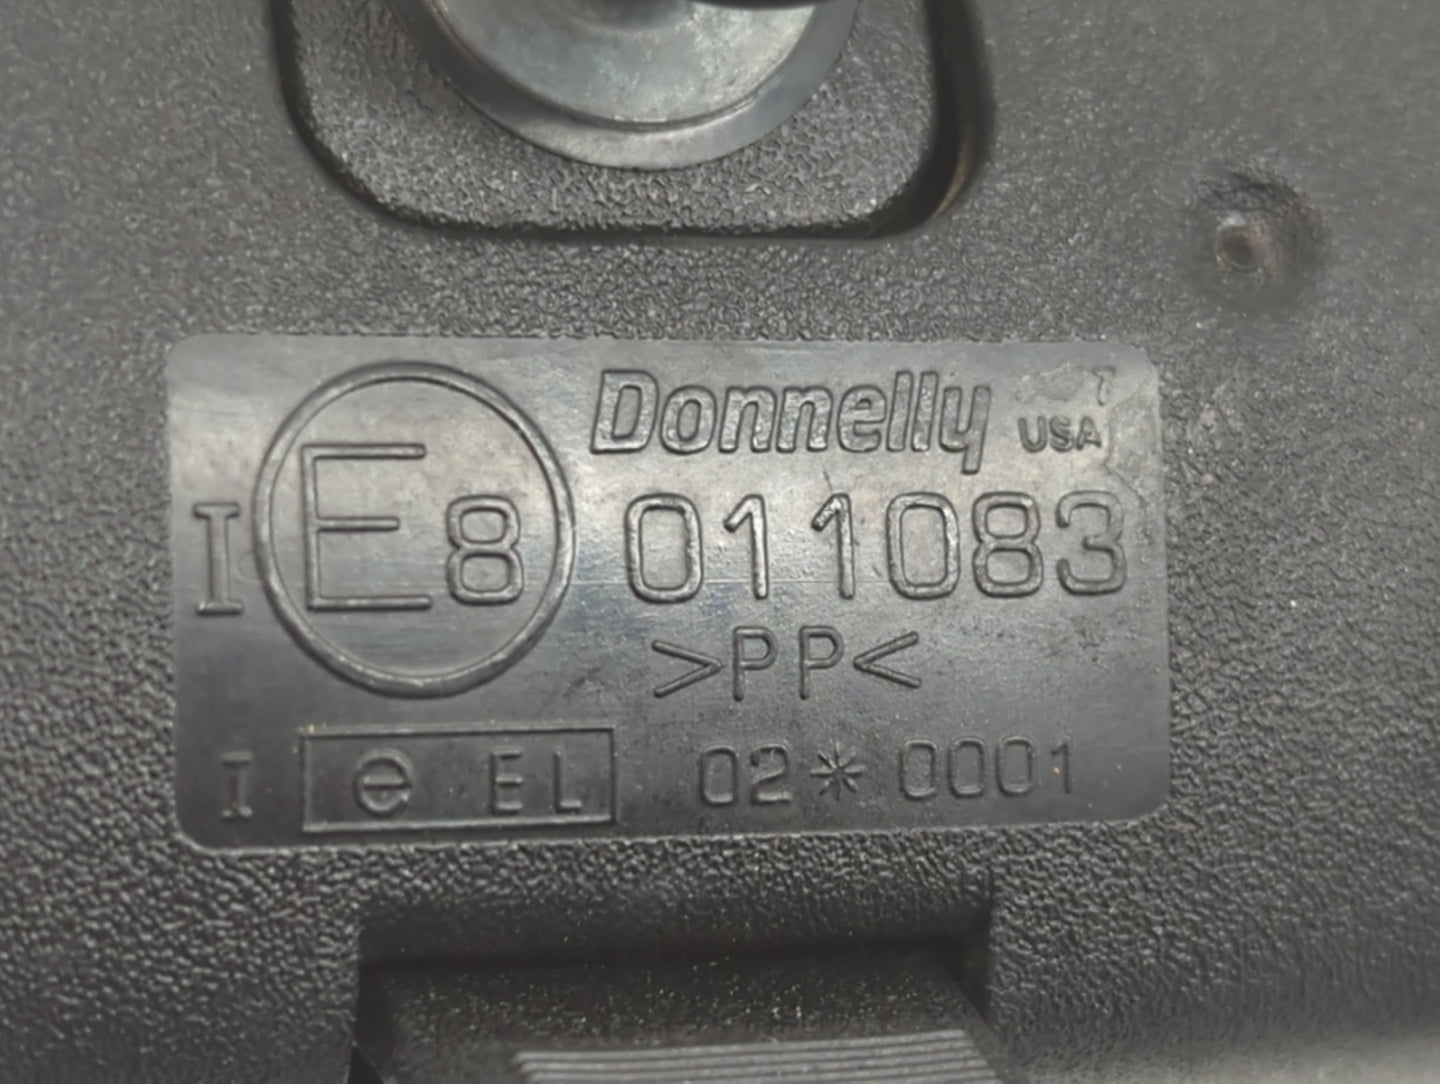 Donnelly
USA
I E8 011083
>PP<
I e EL 02*0001